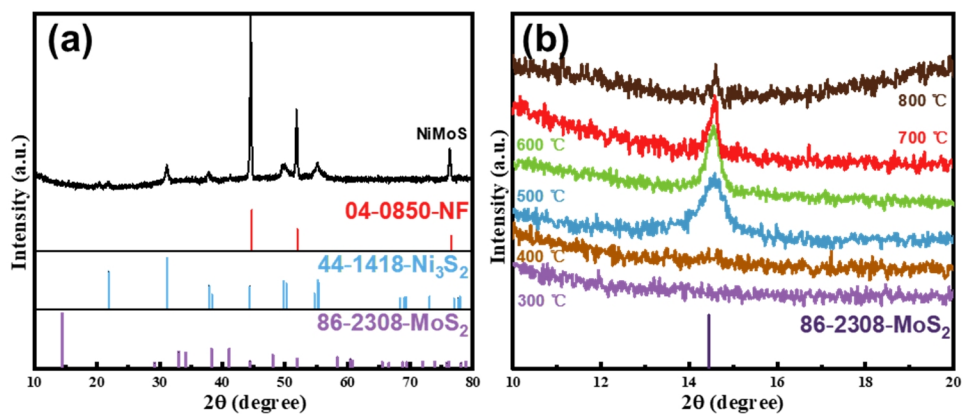 (a)
Intensity (a.u.)
NiMoS
04-0850-NF
44-1418-Ni₃S₂
86-2308-MoS₂
10 20 30 40 50 60 70 80
2θ (degree)
(b)
Intensity (a.u.)
800 ℃
700 ℃
600 ℃
500 ℃
400 ℃
300 ℃
86-2308-MoS₂
10 12 14 16 18 20
2θ (degree)